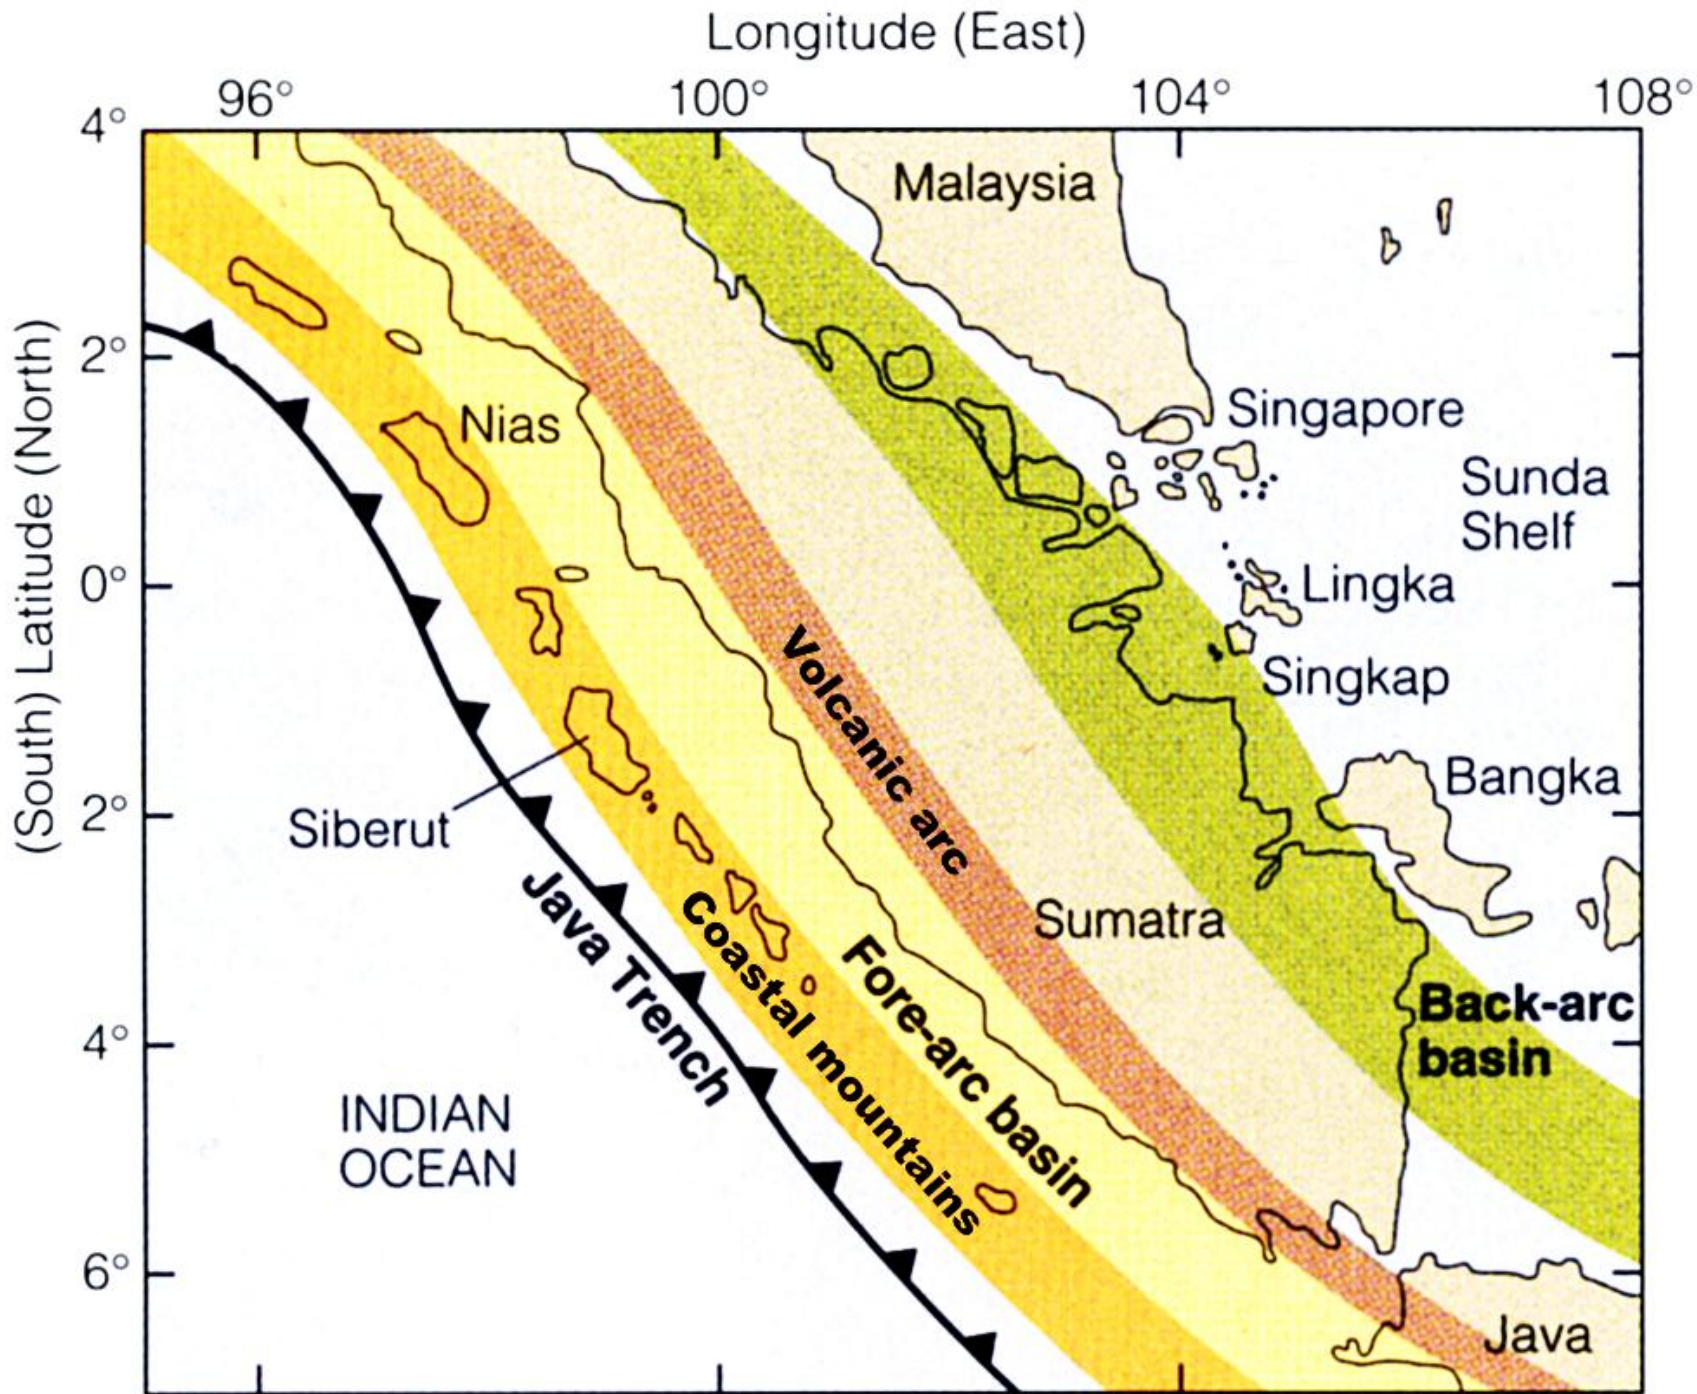 Longitude (East)
96° 100° 104° 108°
4°
Malaysia
2°
(South) Latitude (North)
Nias
Singapore
Sunda
Shelf
0°
Lingka
Singkap
Volcanic arc
Bangka
2°
Siberut
Java Trench
Coastal mountains
Fore-arc basin
Sumatra
Back-arc
basin
4°
INDIAN
OCEAN
6°
Java